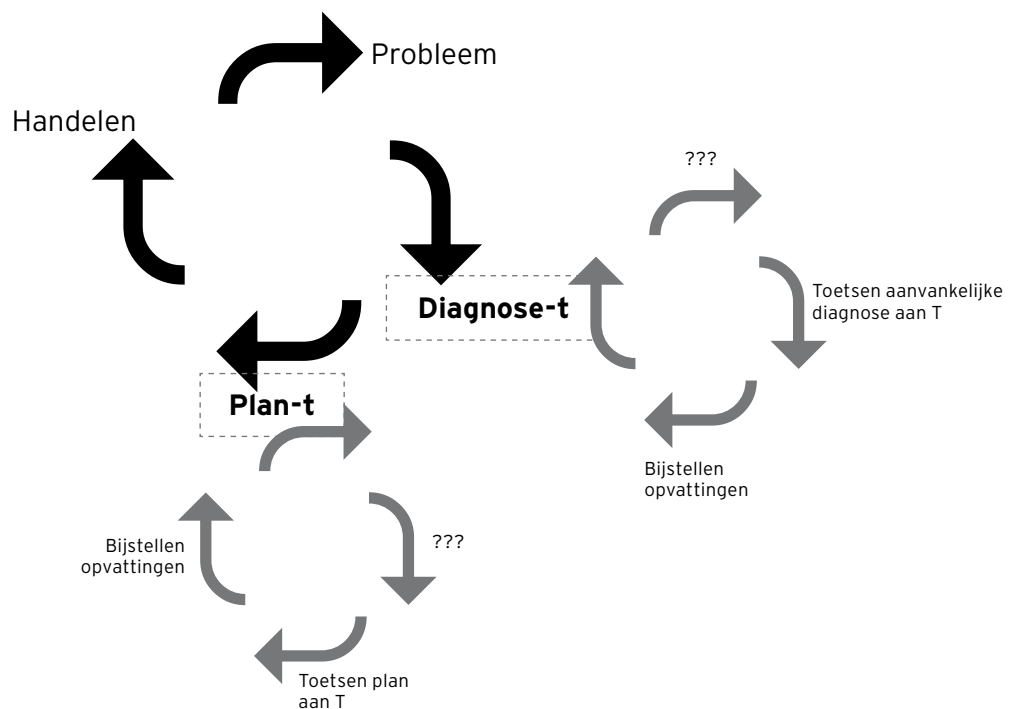 Probleem
Handelen
???
Toetsen aanvankelijke
diagnose aan T
Diagnose-t
Plan-t
Bijstellen
opvattingen
???
Bijstellen
opvattingen
Toetsen plan
aan T